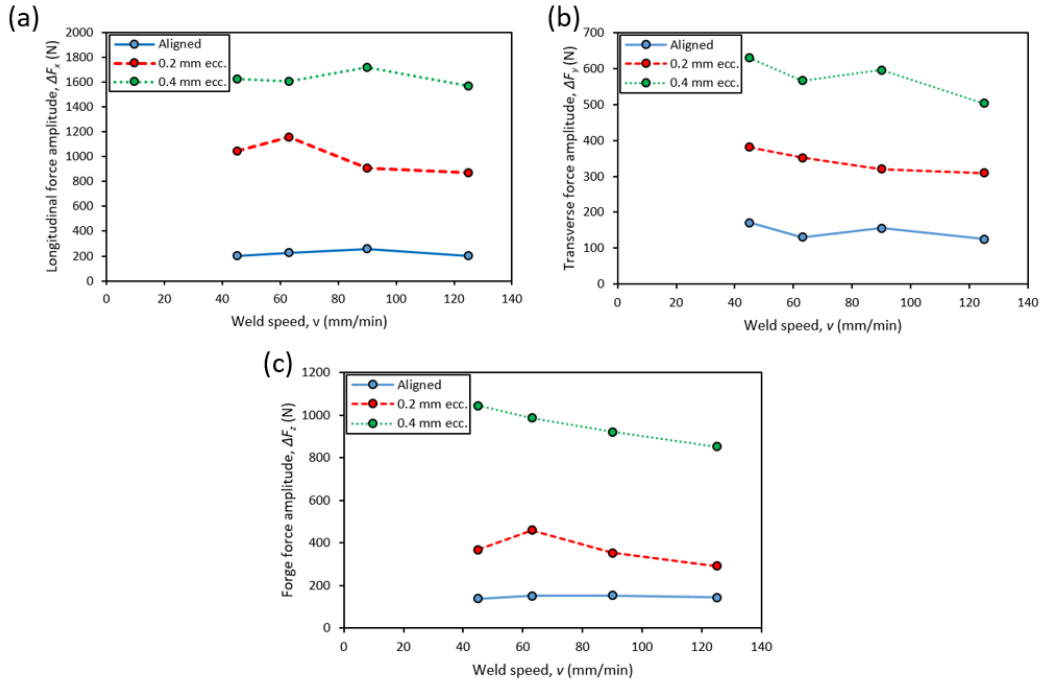 (a)
Longitudinal force amplitude, ΔFx (N)
2000
1800
1600
1400
1200
1000
800
600
400
200
0
Aligned
0.2 mm ecc.
0.4 mm ecc.
0 20 40 60 80 100 120 140
Weld speed, v (mm/min)
(b)
Transverse force amplitude, ΔFy (N)
700
600
500
400
300
200
100
0
Aligned
0.2 mm ecc.
0.4 mm ecc.
0 20 40 60 80 100 120 140
Weld speed, v (mm/min)
(c)
Forge force amplitude, ΔFz (N)
1200
1000
800
600
400
200
0
Aligned
0.2 mm ecc.
0.4 mm ecc.
0 20 40 60 80 100 120 140
Weld speed, v (mm/min)